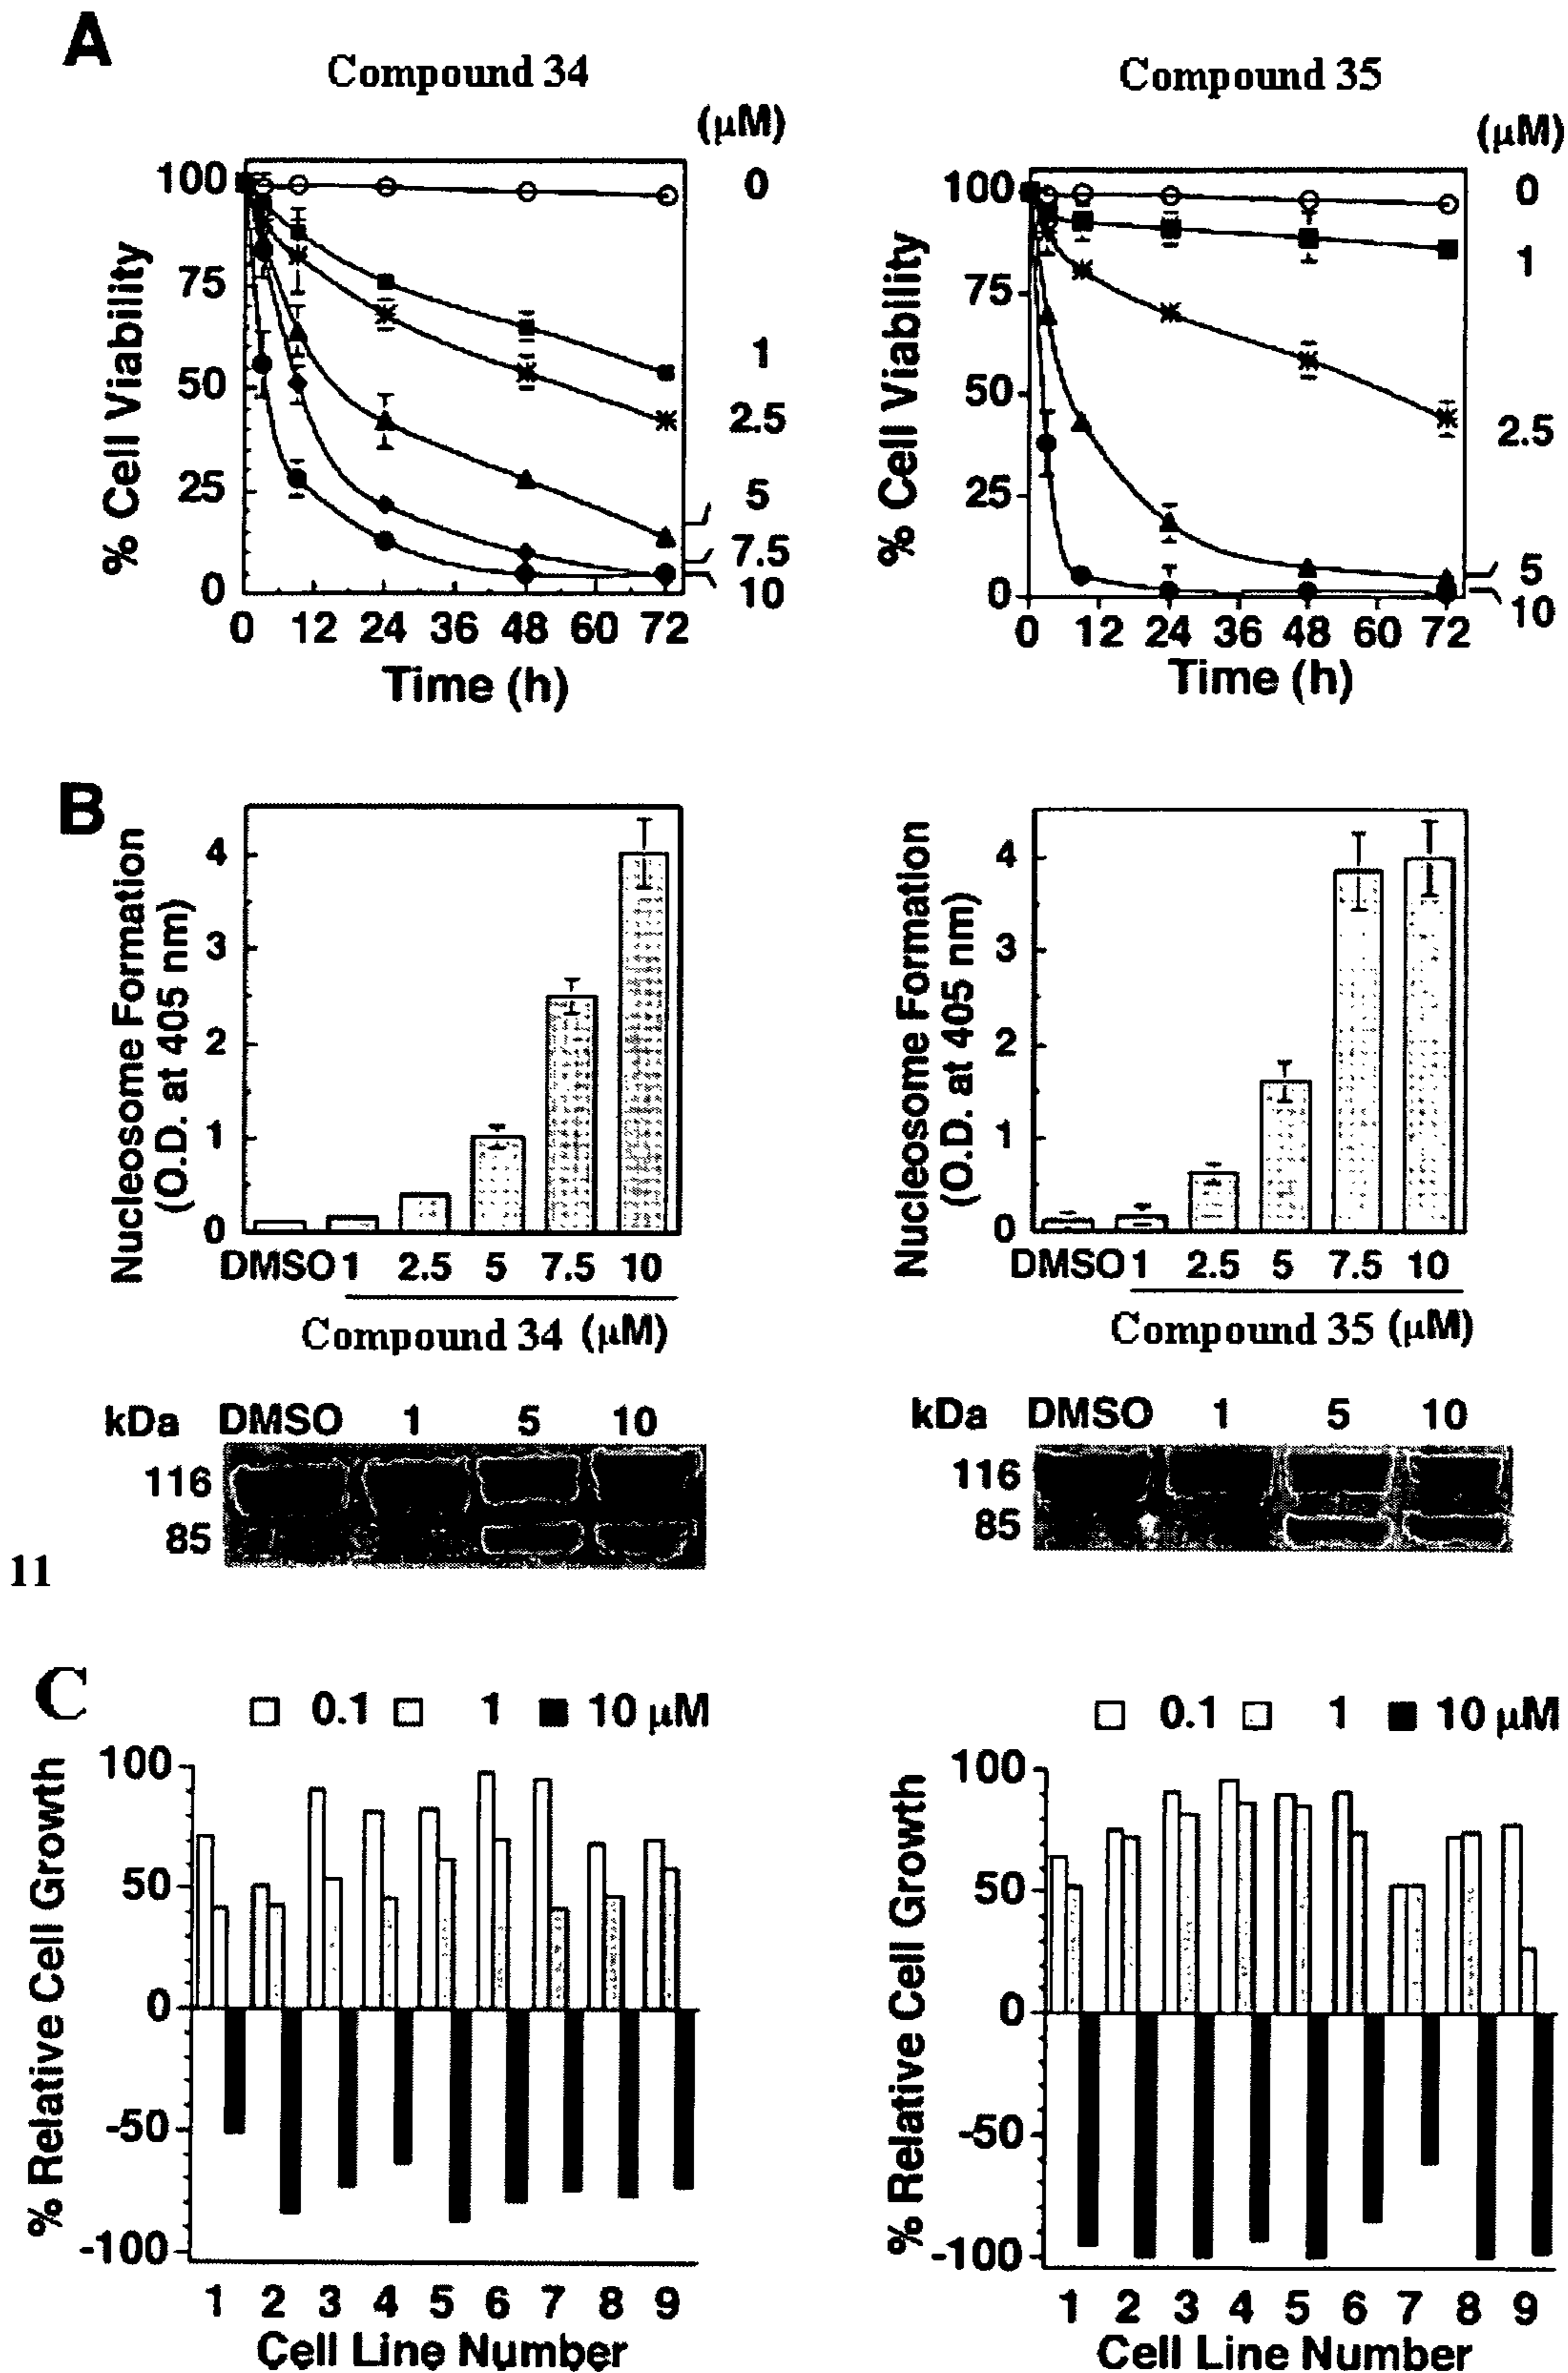 A
Compound 34
Compound 35
(μM)
(μM)
% Cell Viability
100
75
50
25
0
0
1
2.5
5
7.5
10
0 12 24 36 48 60 72
Time (h)
% Cell Viability
100
75
50
25
0
0
1
2.5
5
10
0 12 24 36 48 60 72
Time (h)
B
Nucleosome Formation
(O.D. at 405 nm)
4
3
2
1
0
DMSO 1 2.5 5 7.5 10
Compound 34 (μM)
Nucleosome Formation
(O.D. at 405 nm)
4
3
2
1
0
DMSO 1 2.5 5 7.5 10
Compound 35 (μM)
kDa DMSO 1 5 10
116
85
kDa DMSO 1 5 10
116
85
11
C
0.1 1 10 μM
% Relative Cell Growth
100
50
0
-50
-100
1 2 3 4 5 6 7 8 9
Cell Line Number
0.1 1 10 μM
% Relative Cell Growth
100
50
0
-50
-100
1 2 3 4 5 6 7 8 9
Cell Line Number